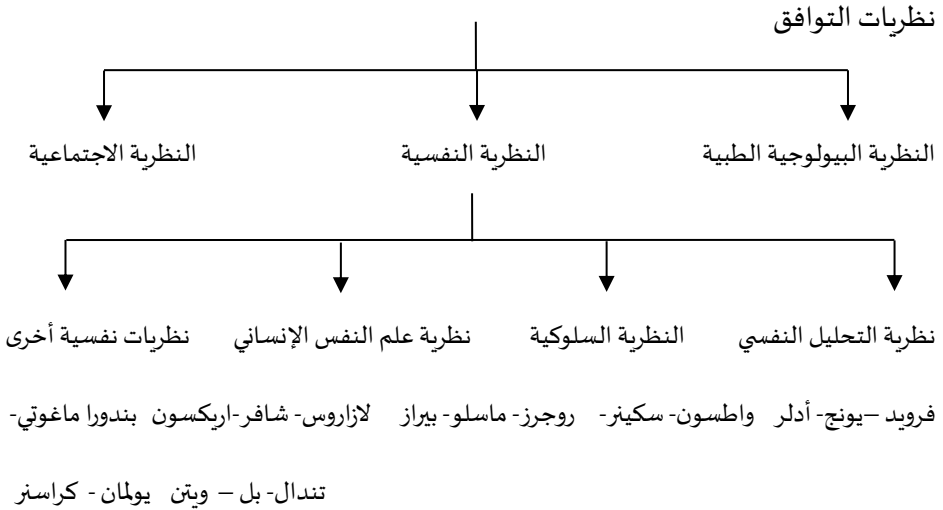 نظريات التوافق
النظرية البيولوجية الطبية النظرية النفسية النظرية الاجتماعية
نظرية التحليل النفسي النظرية السلوكية نظرية علم النفس الإنساني نظريات نفسية أخرى
فرويد –يونج- أدلر واطسون- سكينر- روجرز- ماسلو- بيراز لازاروس- شافر-اريكسون بندورا ماغوتي-
تندال- بل – ويتن يولمان - كراسنر